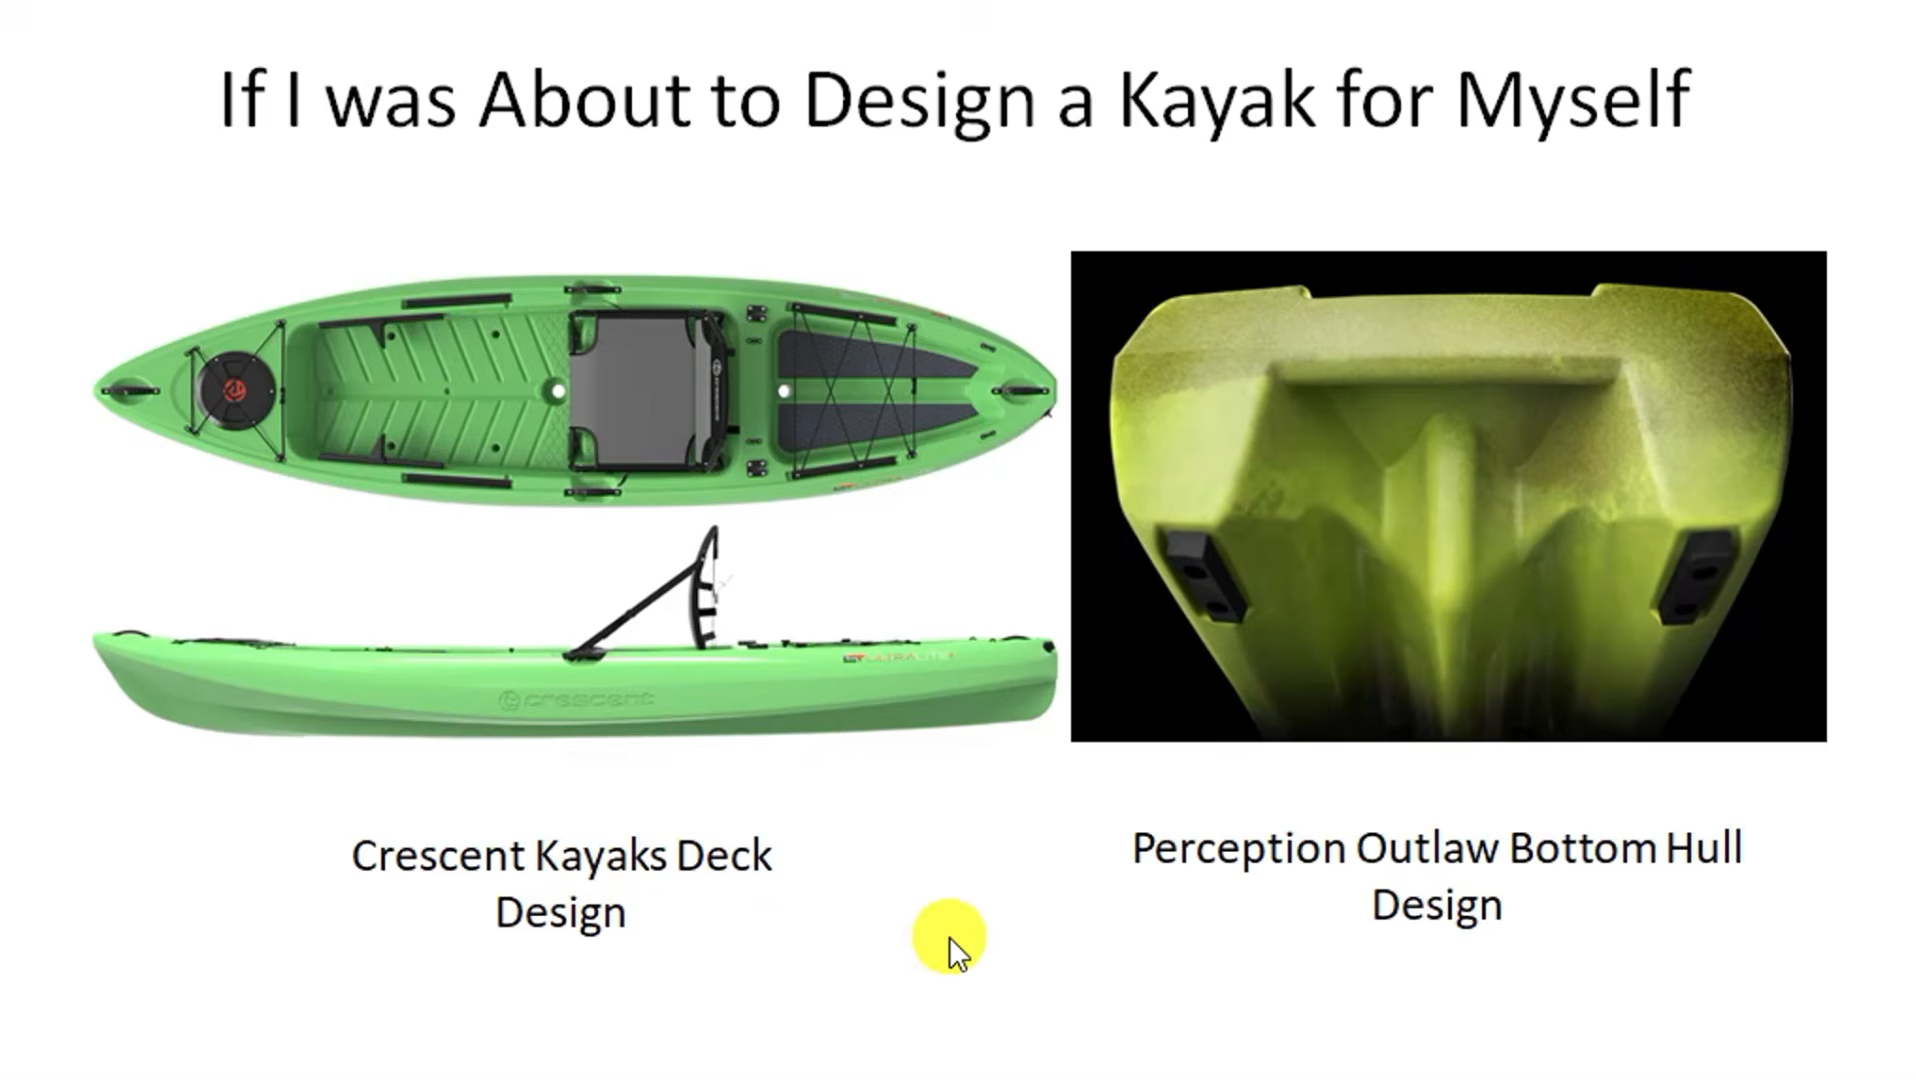 If I was About to Design a Kayak for Myself
crescent
Crescent Kayaks Deck
Design
Perception Outlaw Bottom Hull
Design